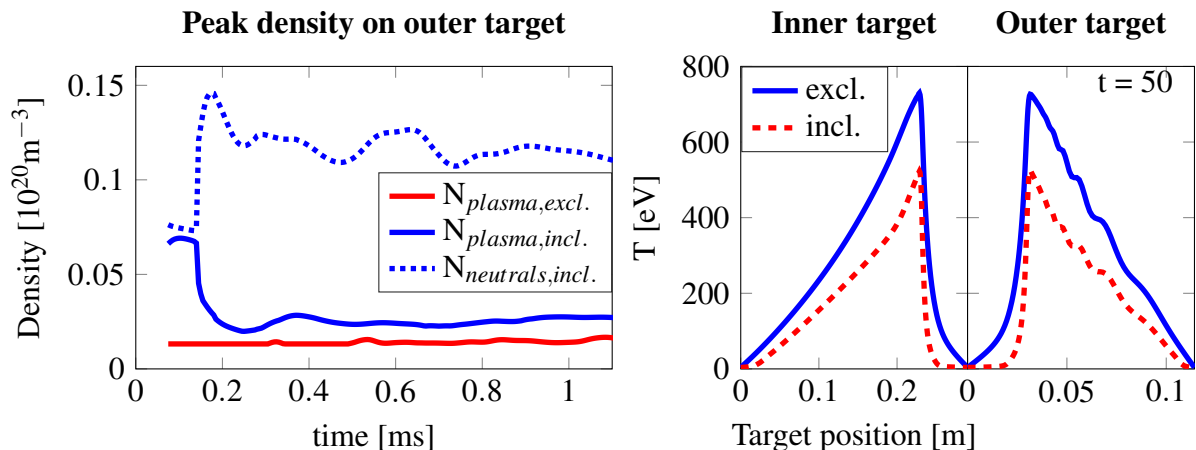 Peak density on outer target
Density [10^20 m^−3]
0.15
0.1
0.05
0
0 0.2 0.4 0.6 0.8 1
time [ms]
N_plasma,excl.
N_plasma,incl.
N_neutrals,incl.
Inner target Outer target
T [eV]
800
600
400
200
0
excl.
incl.
t = 50
0 0.1 0.2 0 0.05 0.1
Target position [m]